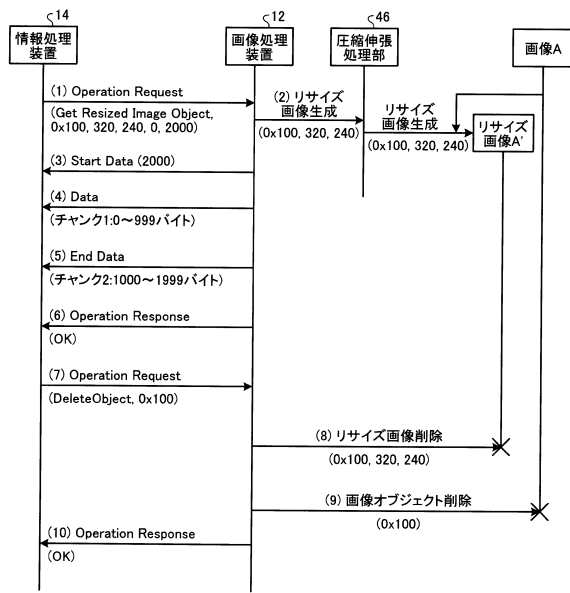 14
12
46
情報処理
装置
画像処理
装置
圧縮伸張
処理部
画像A
(1) Operation Request
(Get Resized Image Object,
0x100, 320, 240, 0, 2000)
(2) リサイズ
画像生成
(0x100, 320, 240)
リサイズ
画像生成
(0x100, 320, 240)
リサイズ
画像A'
(3) Start Data (2000)
(4) Data
(チャンク1:0～999バイト)
(5) End Data
(チャンク2:1000～1999バイト)
(6) Operation Response
(OK)
(7) Operation Request
(DeleteObject, 0x100)
(8) リサイズ画像削除
(0x100, 320, 240)
(9) 画像オブジェクト削除
(0x100)
(10) Operation Response
(OK)